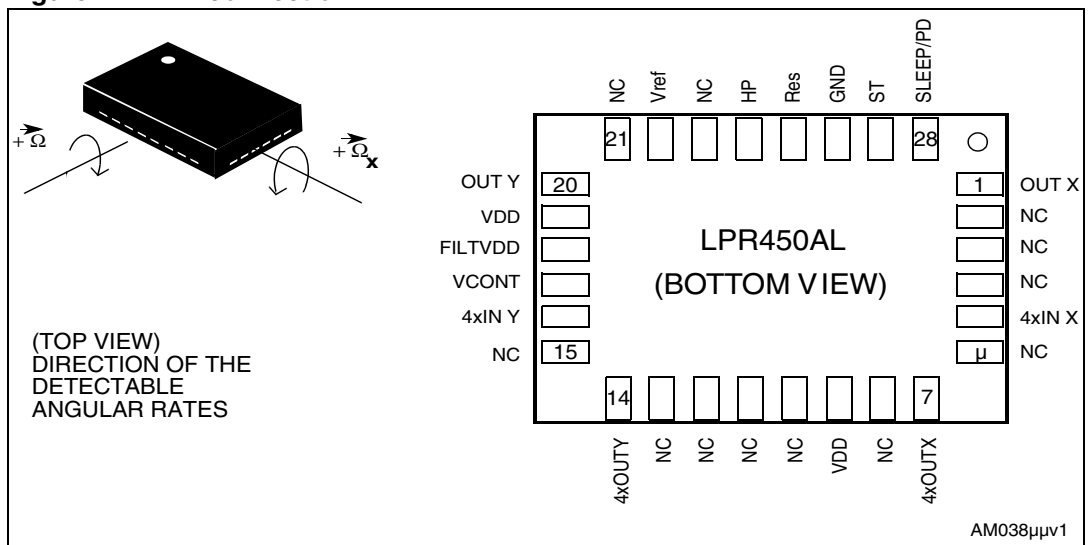 +Ω
+Ωx
(TOP VIEW)
DIRECTION OF THE
DETECTABLE
ANGULAR RATES
NC
Vref
NC
HP
Res
GND
ST
SLEEP/PD
21
28
OUT Y
20
1
OUT X
VDD
NC
FILTVDD
NC
VCONT
NC
4xIN Y
4xIN X
NC
15
µ
NC
LPR450AL
(BOTTOM VIEW)
14
7
4xOUTY
NC
NC
NC
NC
VDD
NC
4xOUTX
AM038µµv1